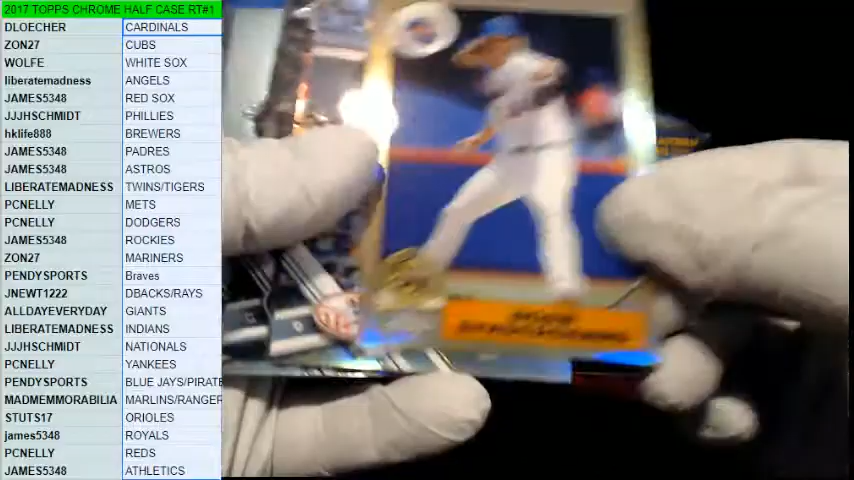 2017 TOPPS CHROME HALF CASE RT#1
DLOECHER CARDINALS
ZON27 CUBS
WOLFE WHITE SOX
liberatemadness ANGELS
JAMES5348 RED SOX
JJJHSCHMIDT PHILLIES
hklife888 BREWERS
JAMES5348 PADRES
JAMES5348 ASTROS
LIBERATEMADNESS TWINS/TIGERS
PCNELLY METS
PCNELLY DODGERS
JAMES5348 ROCKIES
ZON27 MARINERS
PENDYSPORTS Braves
JNEWT1222 DBACKS/RAYS
ALLDAYEVERYDAY GIANTS
LIBERATEMADNESS INDIANS
JJJHSCHMIDT NATIONALS
PCNELLY YANKEES
PENDYSPORTS BLUE JAYS/PIRATE
MADMEMMORABILIA MARLINS/RANGER
STUTS17 ORIOLES
james5348 ROYALS
PCNELLY REDS
JAMES5348 ATHLETICS